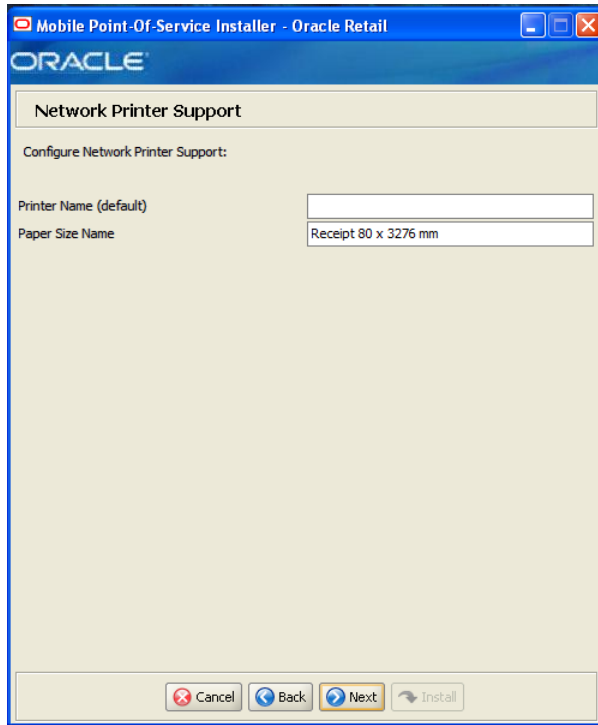 Mobile Point-Of-Service Installer - Oracle Retail
ORACLE
Network Printer Support
Configure Network Printer Support:
Printer Name (default)
Paper Size Name Receipt 80 x 3276 mm
Cancel Back Next Install